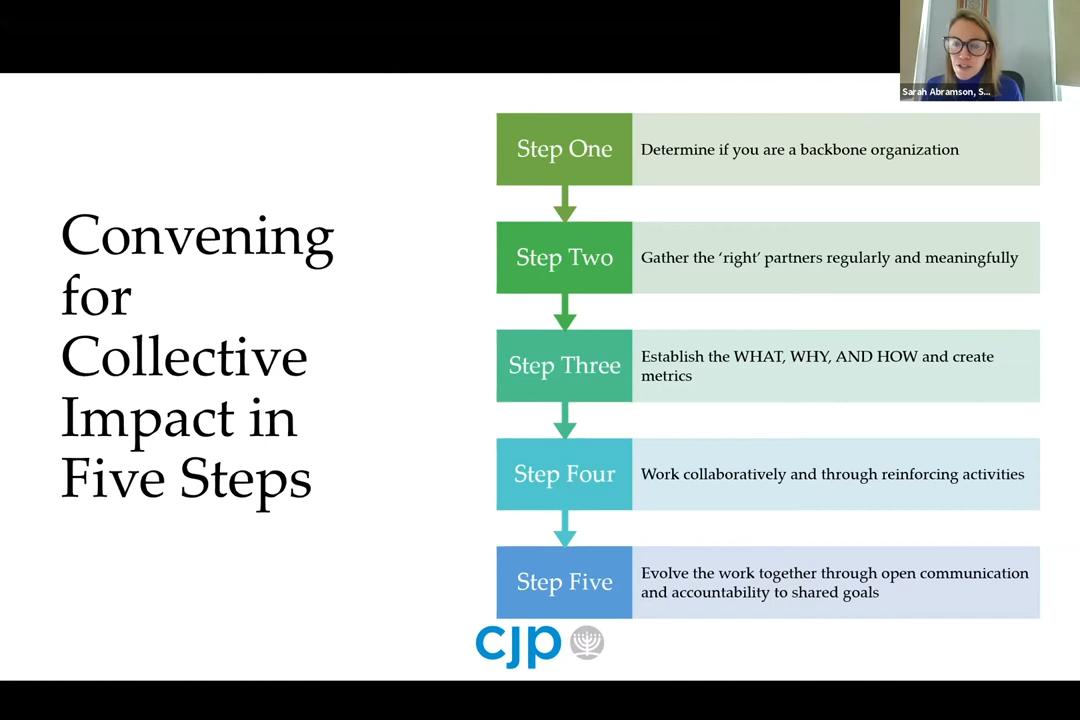 Sarah Abramson, S...
Convening
for
Collective
Impact in
Five Steps
Step One
Determine if you are a backbone organization
Step Two
Gather the ‘right’ partners regularly and meaningfully
Step Three
Establish the WHAT, WHY, AND HOW and create
metrics
Step Four
Work collaboratively and through reinforcing activities
Step Five
Evolve the work together through open communication
and accountability to shared goals
cjp